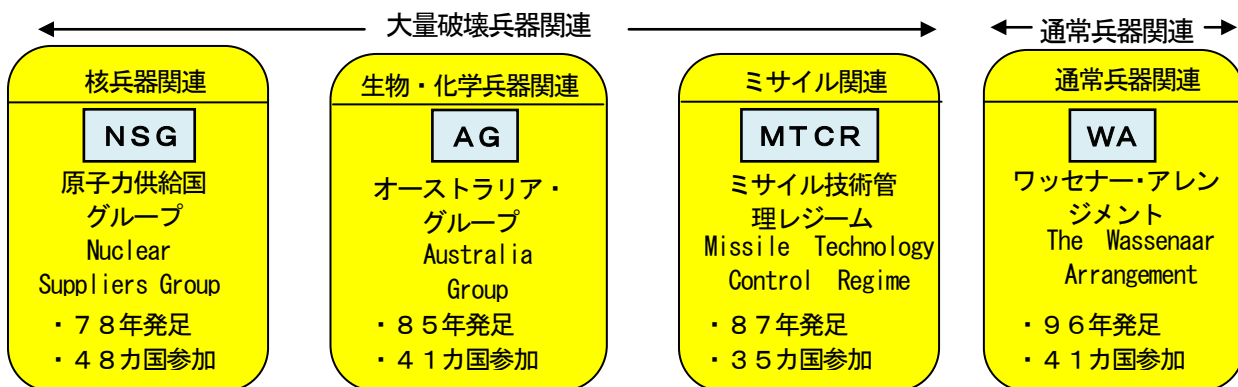 大量破壊兵器関連
通常兵器関連
核兵器関連
NSG
原子力供給国
グループ
Nuclear
Suppliers Group
・78年発足
・48カ国参加
生物・化学兵器関連
AG
オーストラリア・
グループ
Australia
Group
・85年発足
・41カ国参加
ミサイル関連
MTCR
ミサイル技術管
理レジーム
Missile Technology
Control Regime
・87年発足
・35カ国参加
通常兵器関連
WA
ワッセナー・アレン
ジメント
The Wassenaar
Arrangement
・96年発足
・41カ国参加